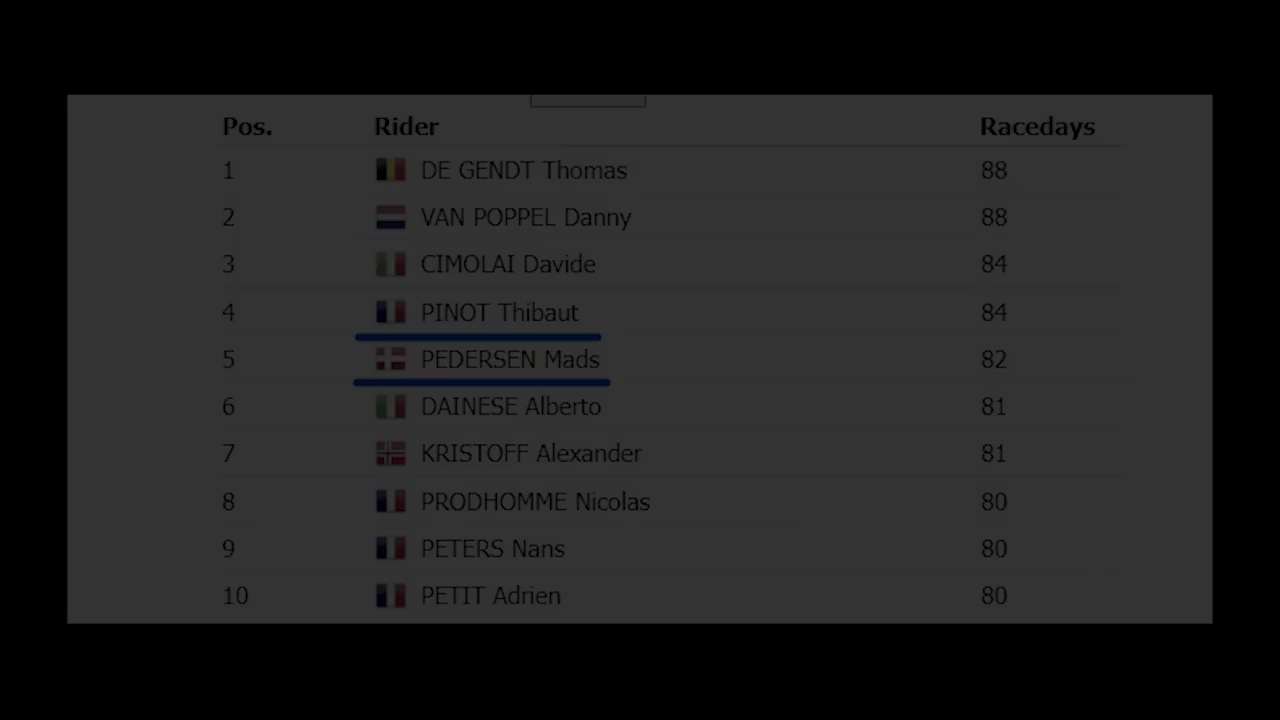 Pos. Rider Racedays
1 DE GENDT Thomas 88
2 VAN POPPEL Danny 88
3 CIMOLAI Davide 84
4 PINOT Thibaut 84
5 PEDERSEN Mads 82
6 DAINESE Alberto 81
7 KRISTOFF Alexander 81
8 PRODHOMME Nicolas 80
9 PETERS Nans 80
10 PETIT Adrien 80